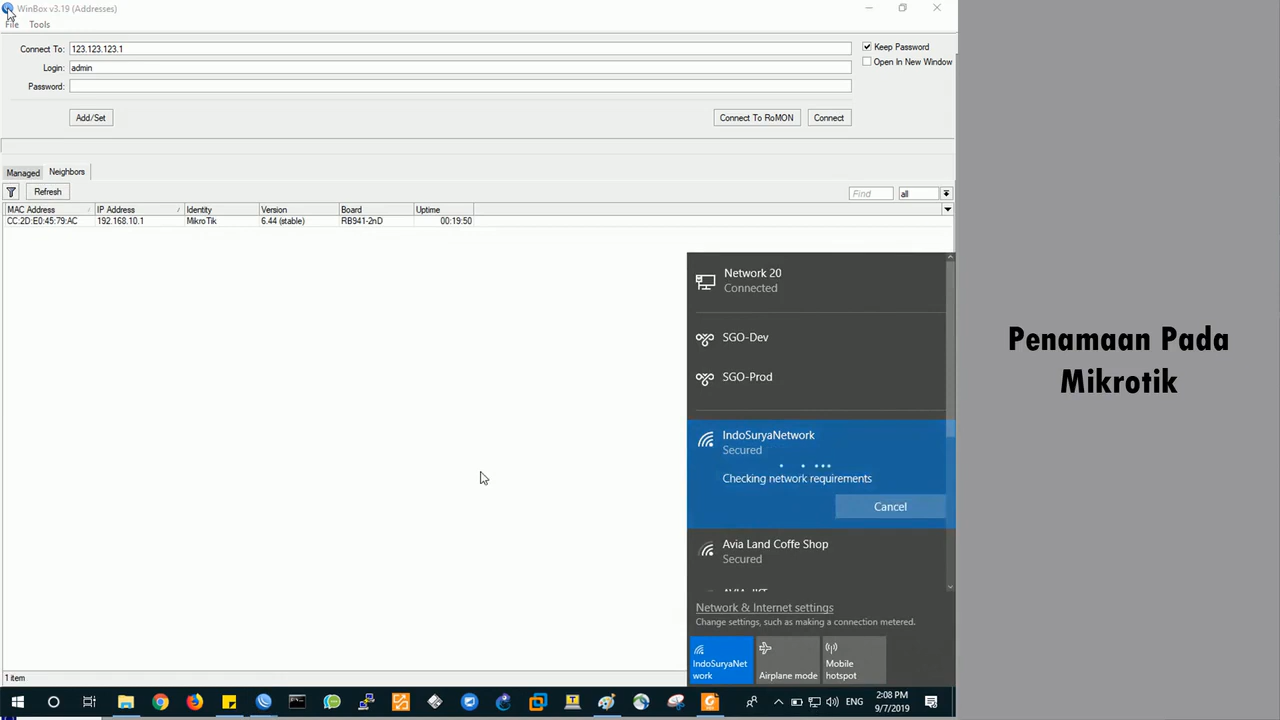 WinBox v3.19 (Addresses)
File Tools
Connect To: 123.123.123.1
Keep Password
Login: admin
Open In New Window
Password:
Add/Set
Connect To RoMON
Connect
Managed
Neighbors
Refresh
Find
all
MAC Address
IP Address
Identity
Version
Board
Uptime
CC:2D:E0:45:79:AC
192.168.10.1
MikroTik
6.44 (stable)
RB941-2nD
00:19:50
Network 20
Connected
SGO-Dev
SGO-Prod
IndoSuryaNetwork
Secured
Checking network requirements
Cancel
Avia Land Coffe Shop
Secured
Network & Internet settings
Change settings, such as making a connection metered.
IndoSuryaNet
work
Airplane mode
Mobile
hotspot
1 item
ENG
2:08 PM
9/7/2019
Penamaan Pada
Mikrotik